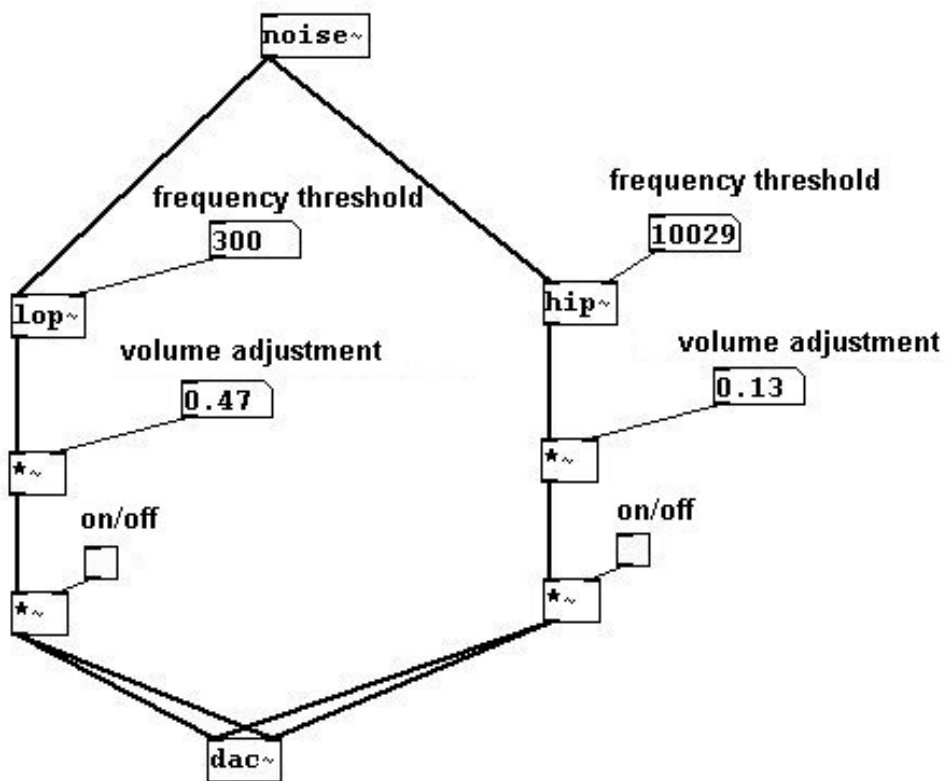 noise~
frequency threshold
frequency threshold
300
10029
lop~
hip~
volume adjustment
volume adjustment
0.47
0.13
*~
*~
on/off
on/off
*~
*~
dac~